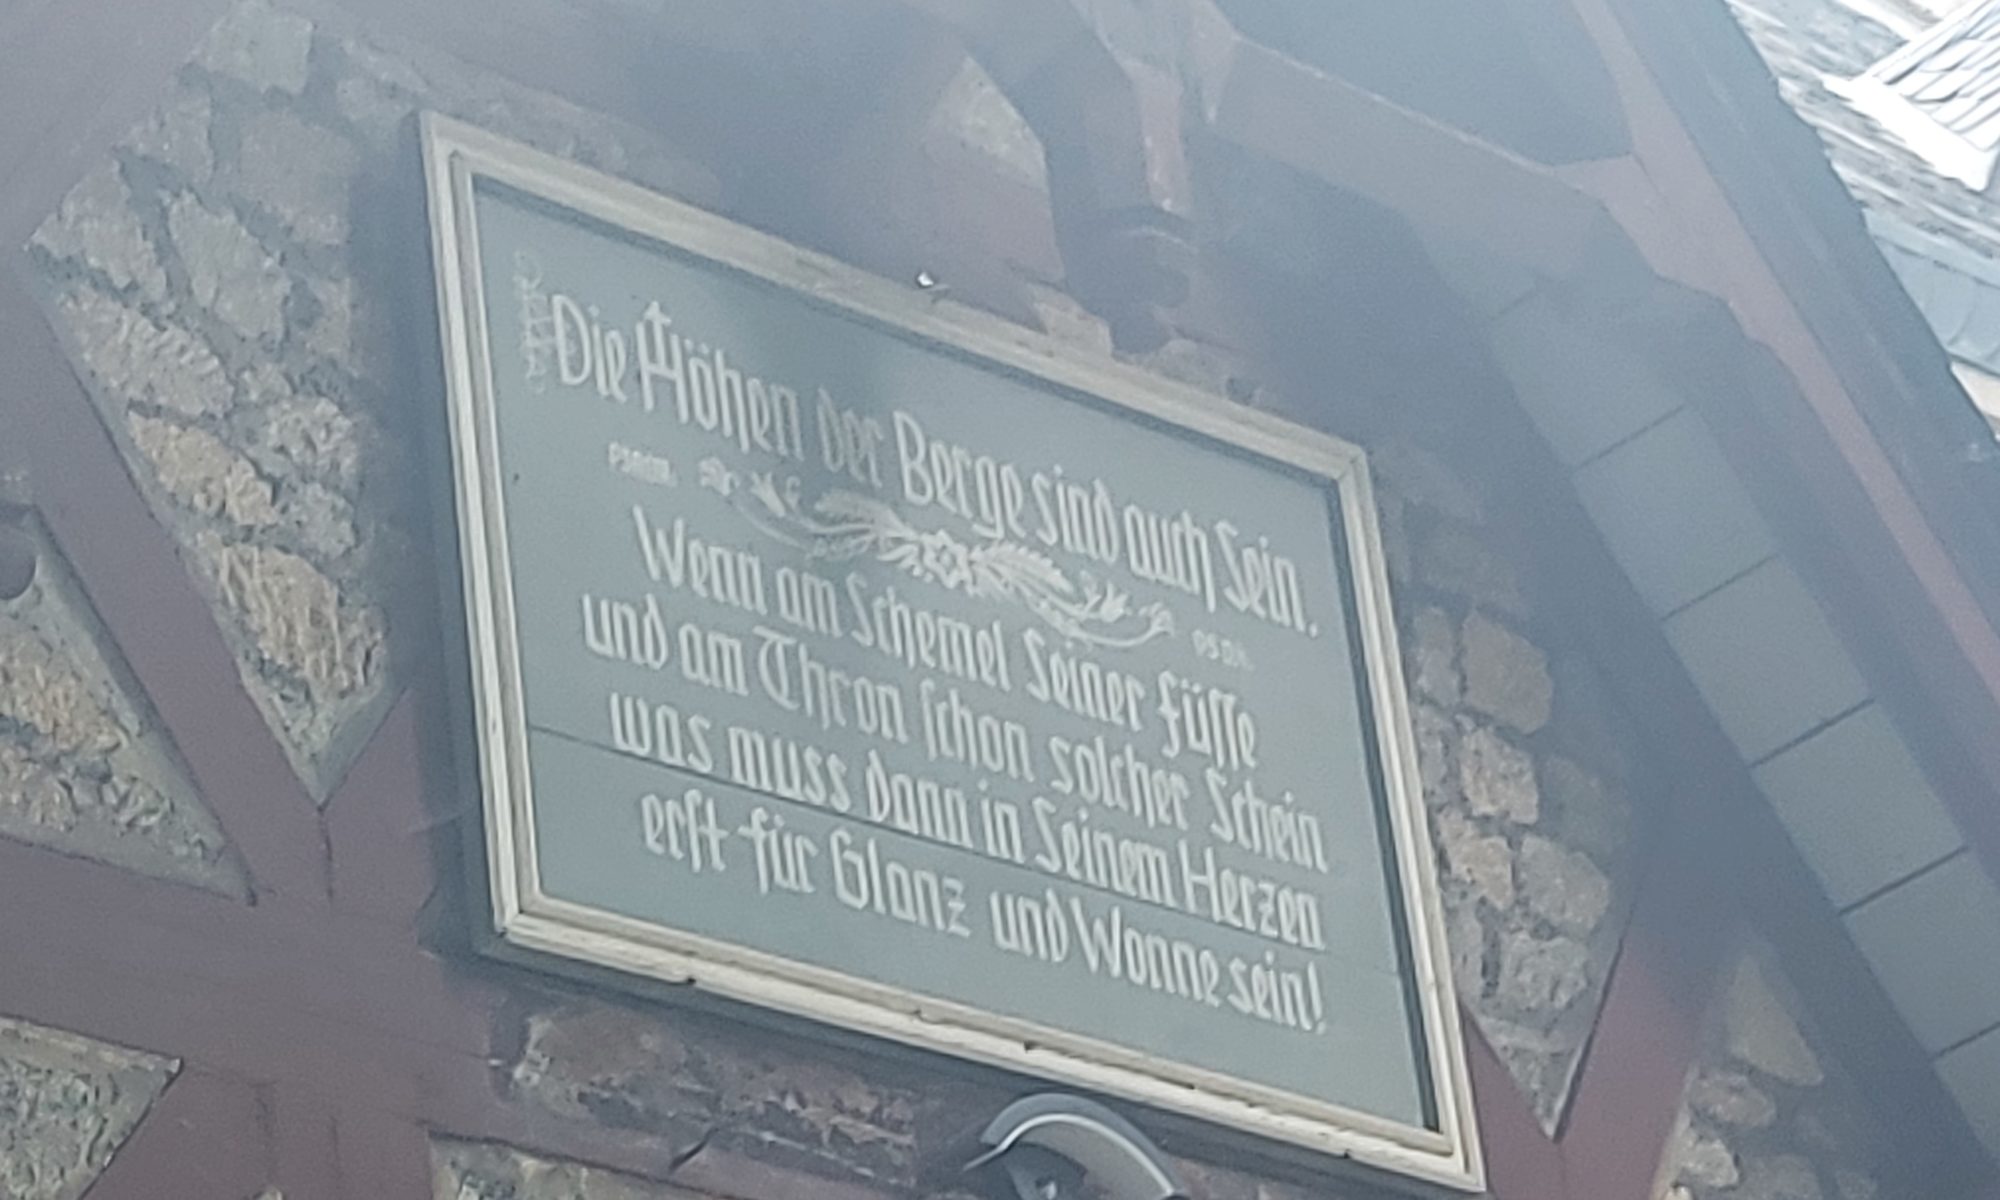 Die Höhen der Berge sind auch Sein.
PSALM.
Wenn am Schemel Seiner Füſſe
und am Thron ſchon solcher Schein
was muss dann in Seinem Herzen
erſt für Glanz und Wonne sein!